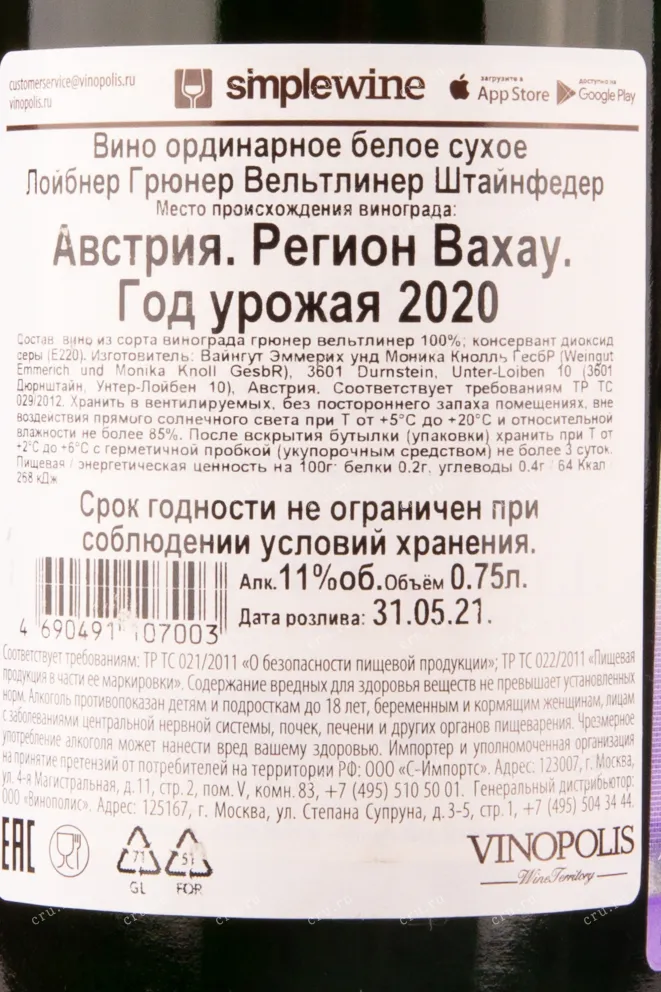 customerservice@vinopolis.ru
vinopolis.ru
simplewine
загрузите в
App Store
доступно на
Google Play
Вино ординарное белое сухое
Лойбнер Грюнер Вельтлинер Штайнфедер
Место происхождения винограда:
Австрия. Регион Вахау.
Год урожая 2020
Состав: вино из сорта винограда грюнер вельтлинер 100%; консервант диоксид
серы (Е220). Изготовитель: Вайнгут Эммерих унд Моника Кнолль ГесбР (Weingut
Emmerich und Monika Knoll GesbR), 3601 Durnstein, Unter-Loiben 10 (3601
Дюрнштайн, Унтер-Лойбен 10), Австрия. Соответствует требованиям ТР ТС
029/2012. Хранить в вентилируемых, без постороннего запаха помещениях, вне
воздействия прямого солнечного света при Т от +5°C до +20°C и относительной
влажности не более 85%. После вскрытия бутылки (упаковки) хранить при Т от
+2°C до +6°C с герметичной пробкой (укупорочным средством) не более 3 суток.
Пищевая / энергетическая ценность на 100г: белки 0.2г, углеводы 0.4г / 64 Ккал /
268 кДж
Срок годности не ограничен при
соблюдении условий хранения.
Алк. 11%об. Объём 0.75л.
Дата розлива: 31.05.21.
4 690491 107003
Соответствует требованиям: ТР ТС 021/2011 «О безопасности пищевой продукции»; ТР ТС 022/2011 «Пищевая
продукция в части ее маркировки». Содержание вредных для здоровья веществ не превышает установленных
норм. Алкоголь противопоказан детям и подросткам до 18 лет, беременным и кормящим женщинам, лицам
с заболеваниями центральной нервной системы, почек, печени и других органов пищеварения. Чрезмерное
употребление алкоголя может нанести вред вашему здоровью. Импортер и уполномоченная организация
на принятие претензий от потребителей на территории РФ: ООО «С-Импортс». Адрес: 123007, г. Москва,
ул. 4-я Магистральная, д.11, стр. 2, пом. V, комн. 83, +7 (495) 510 50 01. Генеральный дистрибьютор:
ООО «Винополис». Адрес: 125167, г. Москва, ул. Степана Супруна, д. 3-5, стр. 1, +7 (495) 504 34 44.
EAC
71
GL
51
FOR
VINOPOLIS
Wine Territory
cru.ru